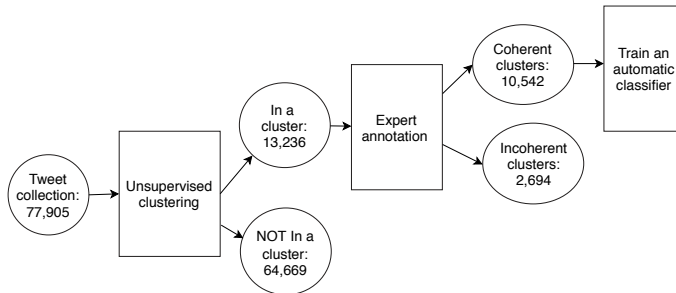 Tweet
collection:
77,905
Unsupervised
clustering
In a
cluster:
13,236
NOT In a
cluster:
64,669
Expert
annotation
Coherent
clusters:
10,542
Incoherent
clusters:
2,694
Train an
automatic
classifier